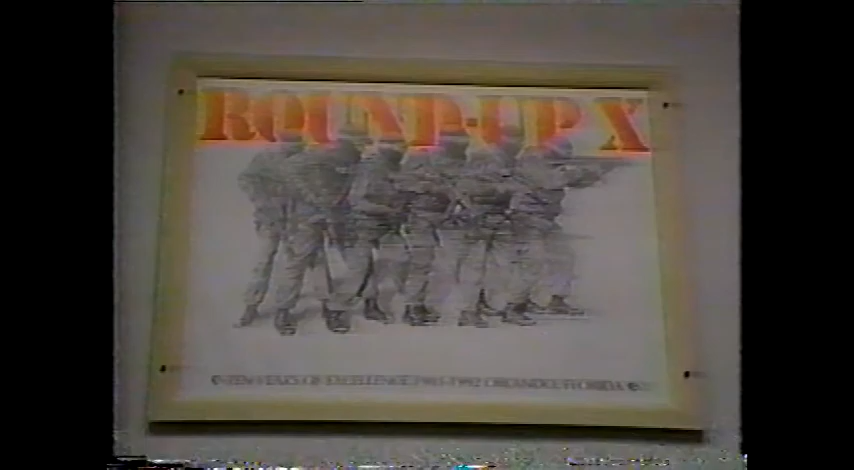 ROUND-UP X
TEN YEARS OF EXCELLENCE 1983-1992 ORLANDO, FLORIDA